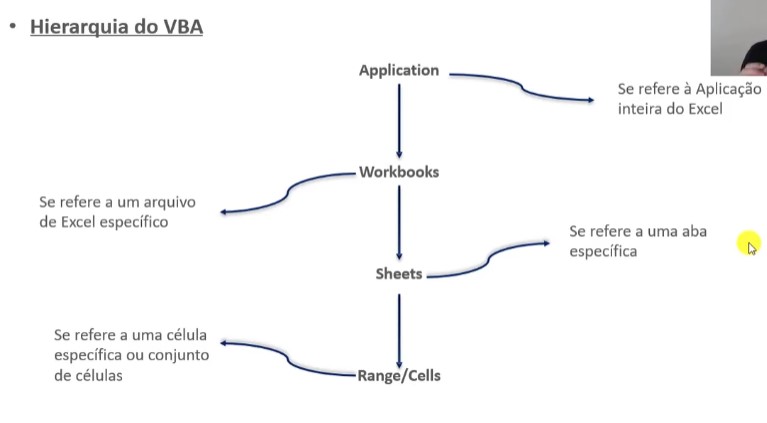 • Hierarquia do VBA
Application
Se refere à Aplicação
inteira do Excel
Workbooks
Se refere a um arquivo
de Excel específico
Se refere a uma aba
específica
Sheets
Se refere a uma célula
específica ou conjunto
de células
Range/Cells